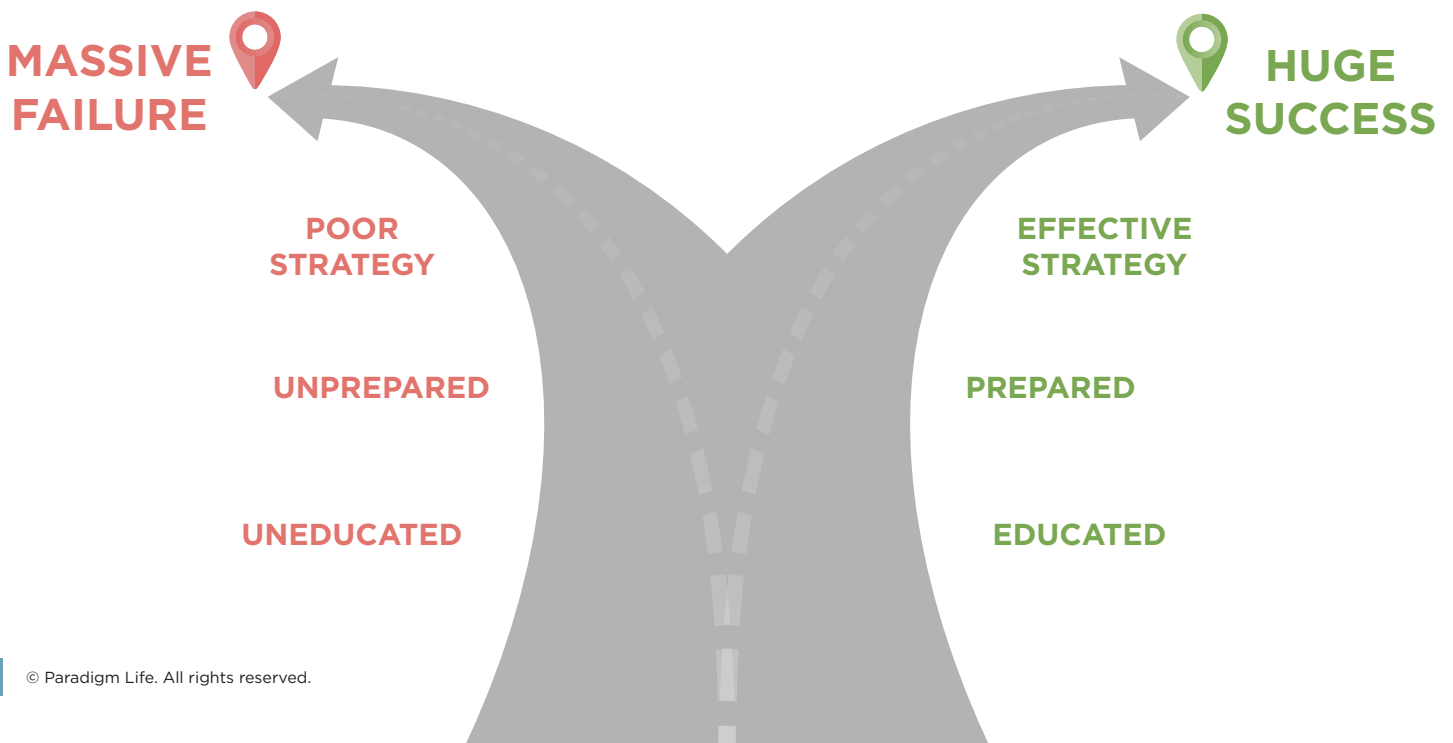 MASSIVE
FAILURE
HUGE
SUCCESS
POOR
STRATEGY
EFFECTIVE
STRATEGY
UNPREPARED
PREPARED
UNEDUCATED
EDUCATED
© Paradigm Life. All rights reserved.